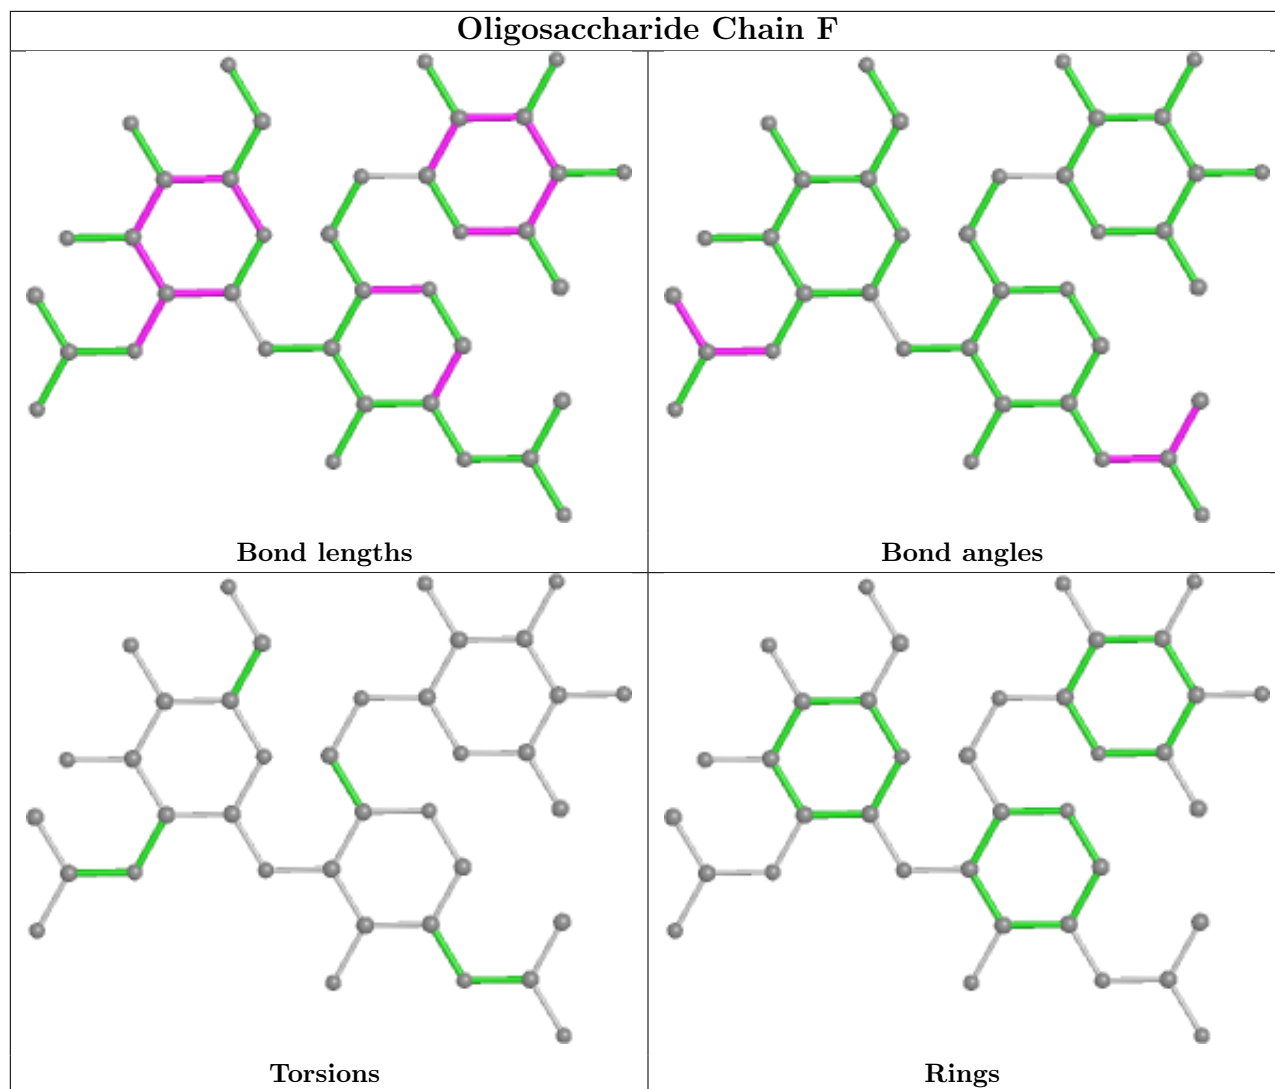 Oligosaccharide Chain F
Bond lengths
Bond angles
Torsions
Rings